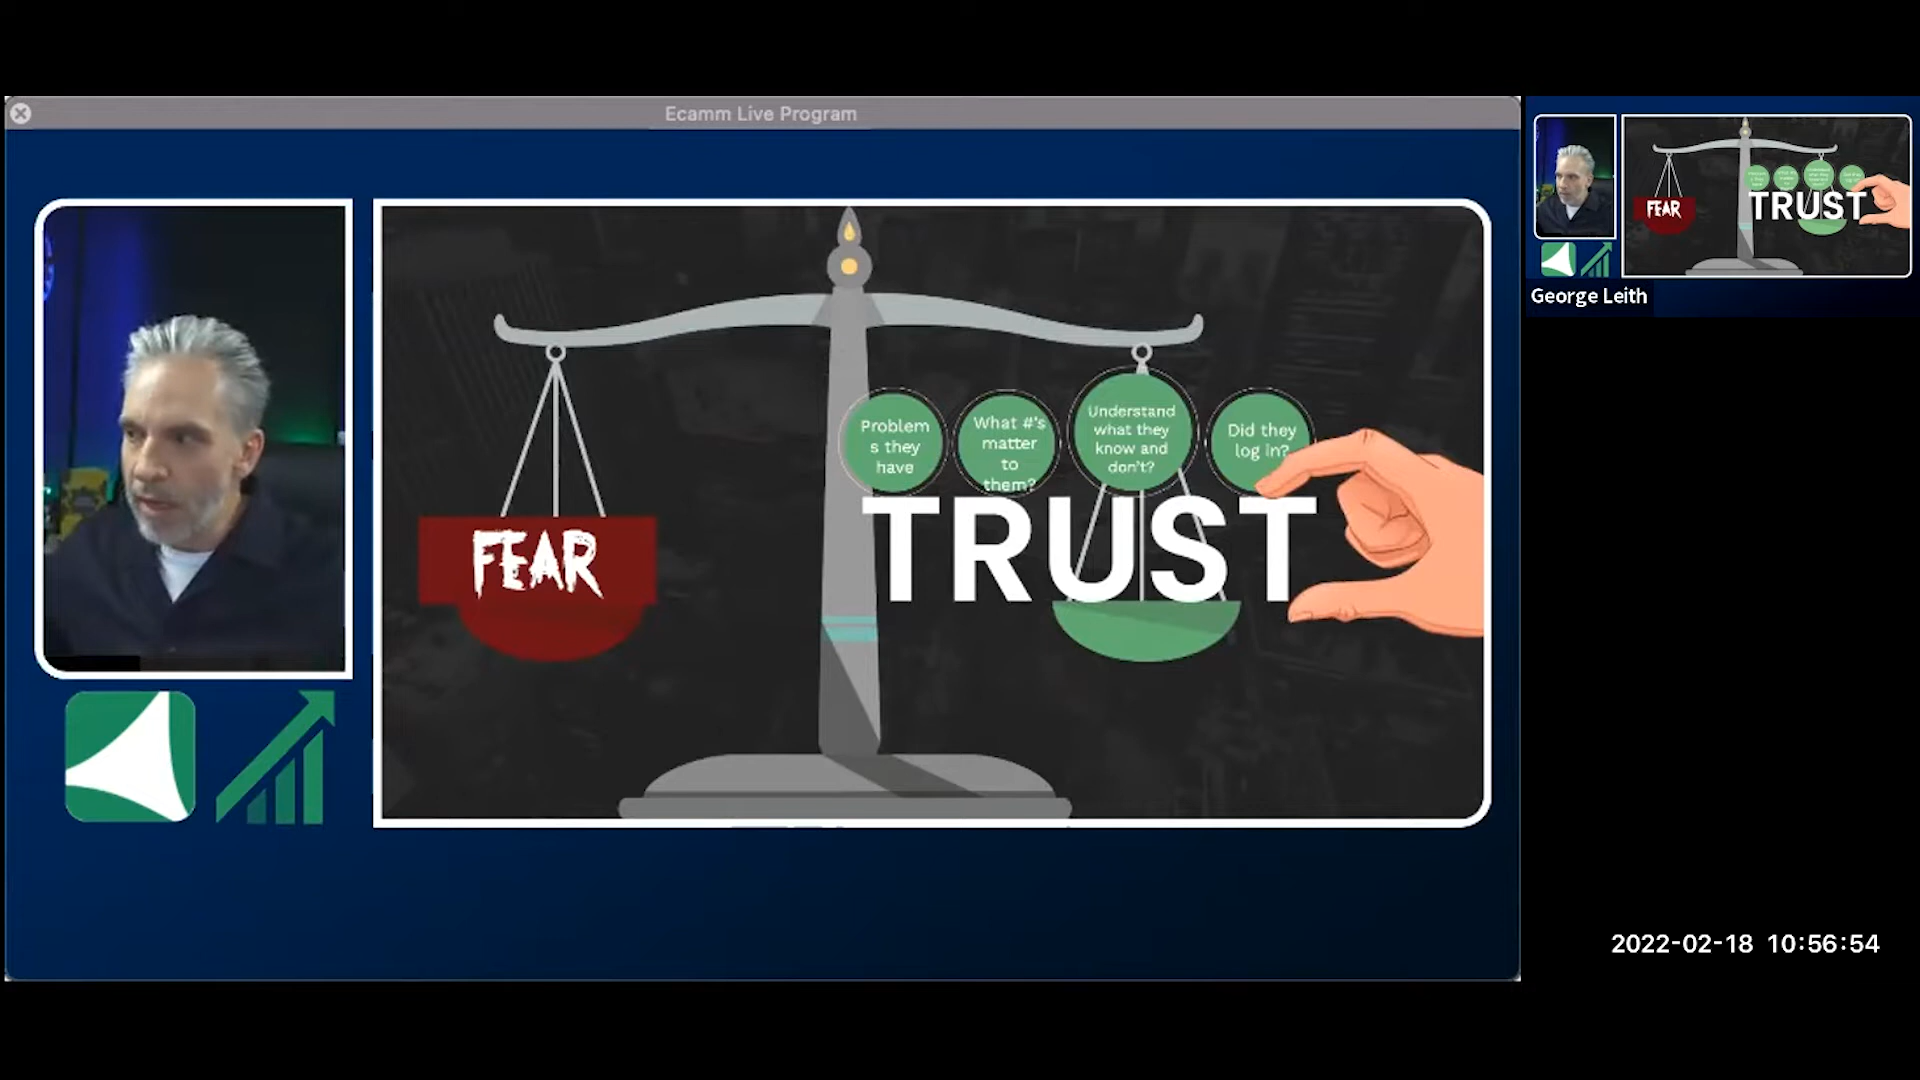 Ecamm Live Program
Problem
s they
have
What #'s
matter
to
them?
Understand
what they
know and
don't?
Did they
log in?
FEAR
TRUST
FEAR
TRUST
George Leith
2022-02-18 10:56:54